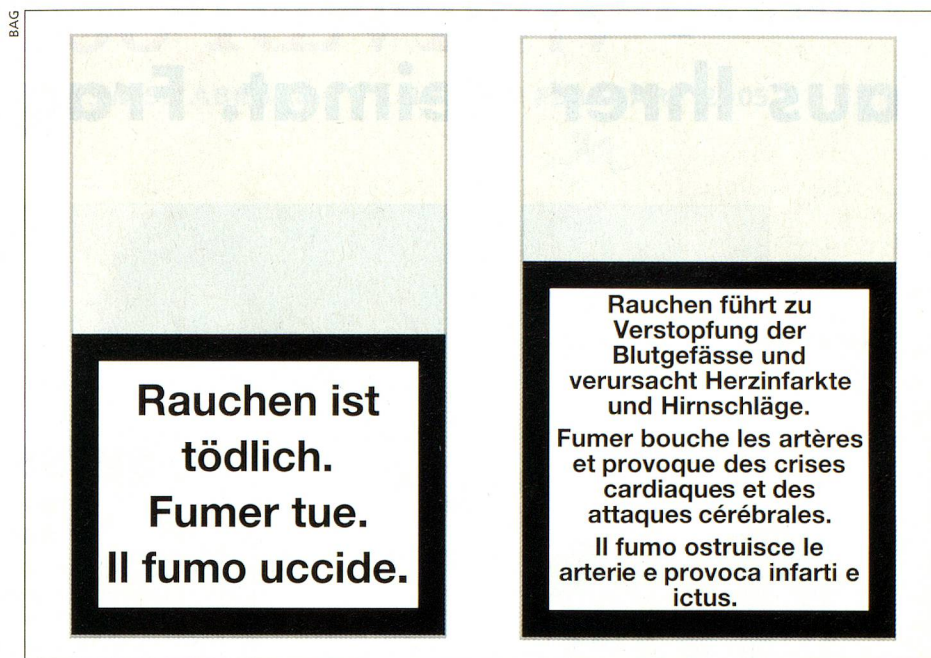 BAG
Rauchen ist
tödlich.
Fumer tue.
Il fumo uccide.
Rauchen führt zu
Verstopfung der
Blutgefässe und
verursacht Herzinfarkte
und Hirnschläge.
Fumer bouche les artères
et provoque des crises
cardiaques et des
attaques cérébrales.
Il fumo ostruisce le
arterie e provoca infarti e
ictus.